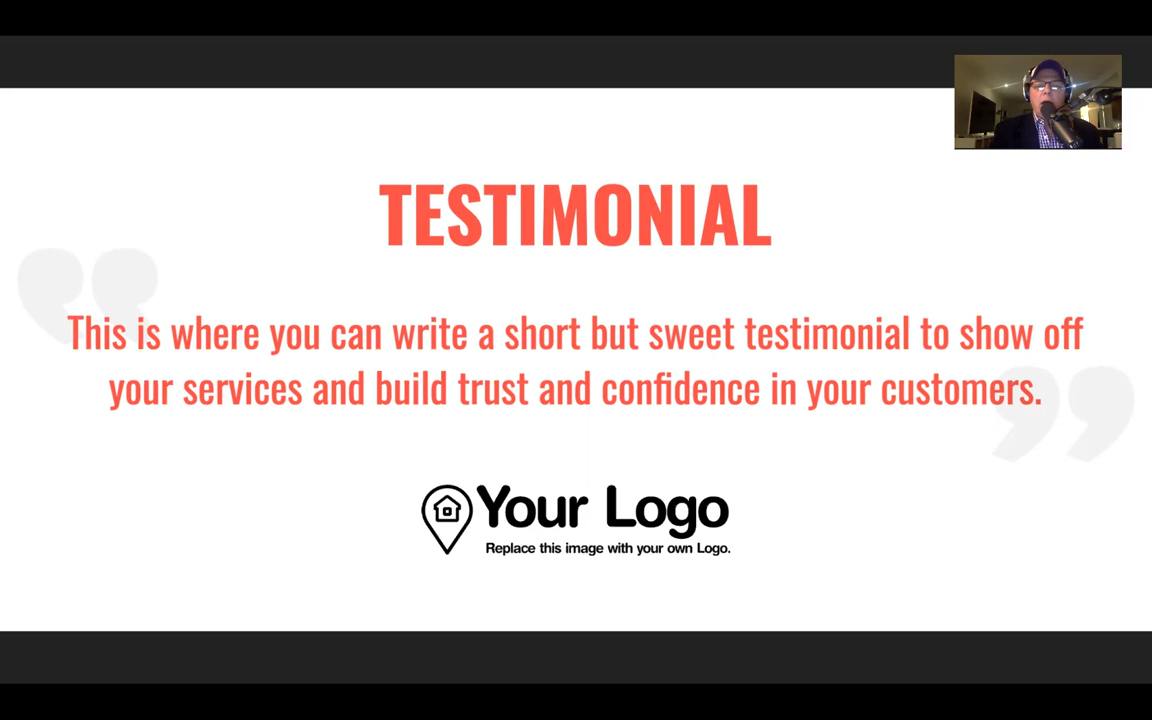 TESTIMONIAL
This is where you can write a short but sweet testimonial to show off
your services and build trust and confidence in your customers.
Your Logo
Replace this image with your own Logo.